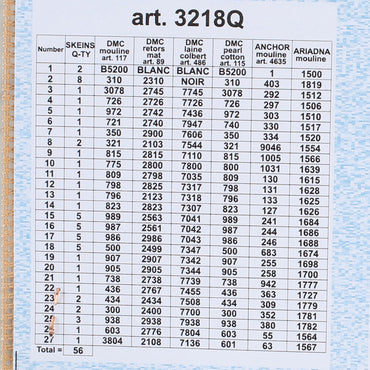 art. 3218Q
Number SKEINS Q-TY DMC mouline art. 117 DMC retors mat art. 89 DMC laine colbert art. 486 DMC pearl cotton art. 115 ANCHOR mouline art. 4635 ARIADNA mouline
1 2 B5200 BLANC BLANC B5200 1 1500
2 8 310 2310 NOIR 310 403 1819
3 1 3078 2745 7745 3078 292 1512
4 1 726 2726 7726 726 295 1506
5 1 972 2742 7436 972 303 1510
6 1 721 2740 7947 740 330 1517
7 1 350 2900 7606 350 334 1520
8 2 321 2103 7544 321 9046 1554
9 1 815 2815 7110 815 1005 1566
10 1 775 2800 7800 800 1031 1639
11 1 809 2798 7035 809 130 1615
12 1 798 2825 7317 798 131 1628
13 1 796 2123 7318 796 133 1625
14 1 823 2823 7307 823 127 1626
15 5 989 2563 7041 989 241 1684
16 5 987 2561 7042 987 244 1686
17 5 986 2986 7043 986 246 1688
18 5 500 2499 7347 500 683 1674
19 1 907 2907 7342 907 255 1698
20 1 905 2905 7344 905 258 1700
21 1 738 2738 7739 738 942 1777
22 1 436 2767 7455 436 363 1727
23 2 434 2434 7508 434 309 1779
24 2 300 2400 7700 300 352 1781
25 3 938 2938 7938 938 380 1782
26 1 603 2776 7804 603 55 1564
27 1 3804 2108 7136 601 63 1567
Total = 56